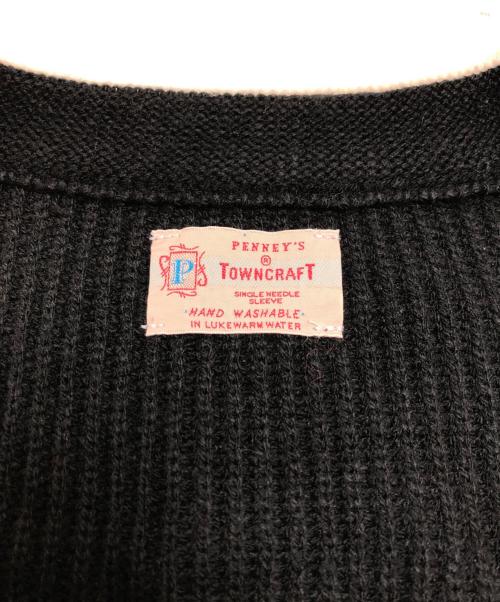 PENNEY'S
®
P
TOWNCRAFT
SINGLE NEEDLE
SLEEVE
·HAND WASHABLE·
IN LUKEWARM WATER